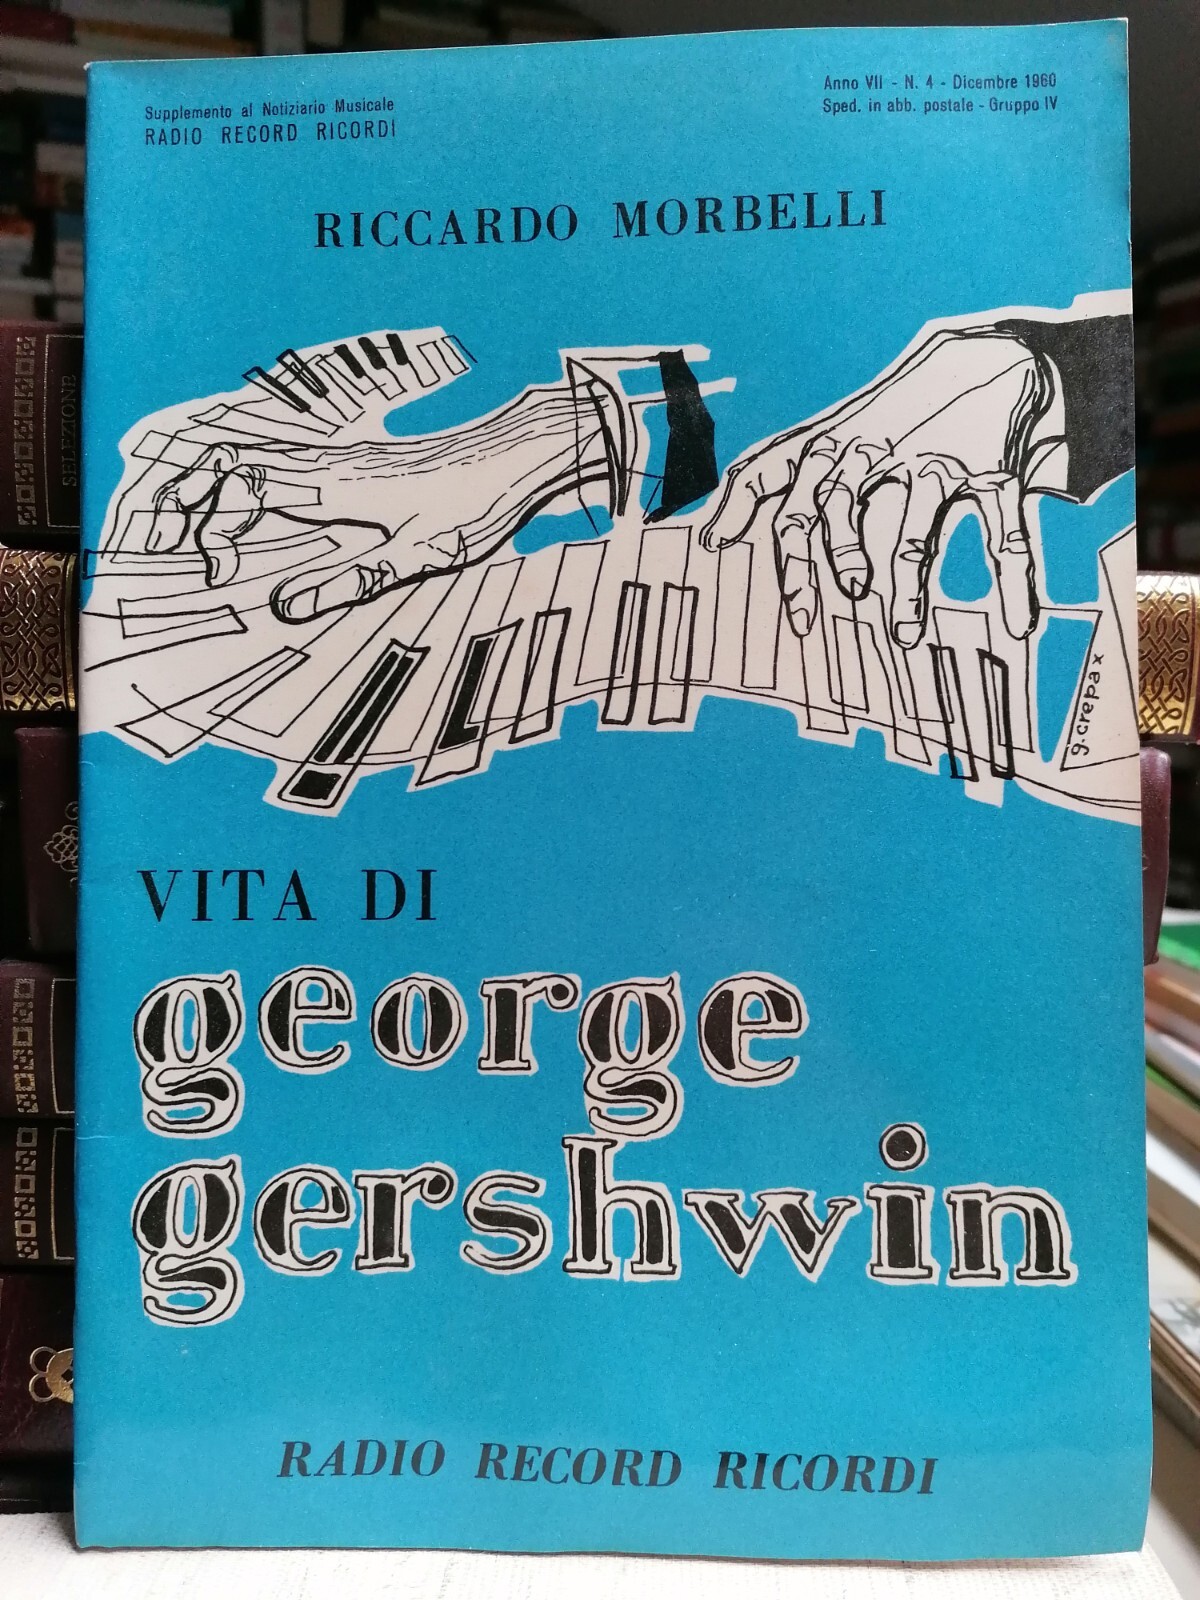 Supplemento al Notiziario Musicale
RADIO RECORD RICORDI
Anno VII - N. 4 - Dicembre 1960
Sped. in abb. postale - Gruppo IV
RICCARDO MORBELLI
g. crepax
VITA DI
george
gershwin
RADIO RECORD RICORDI
SELEZIONE